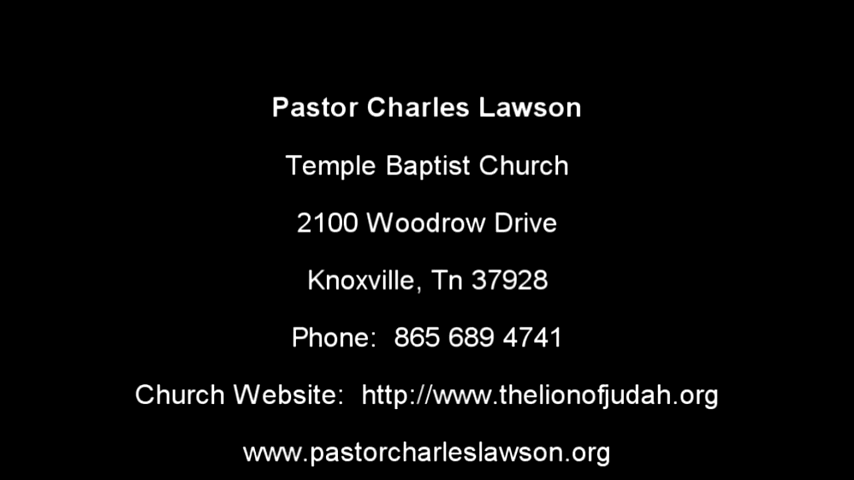 Pastor Charles Lawson
Temple Baptist Church
2100 Woodrow Drive
Knoxville, Tn 37928
Phone:  865 689 4741
Church Website:  http://www.thelionofjudah.org
www.pastorcharleslawson.org